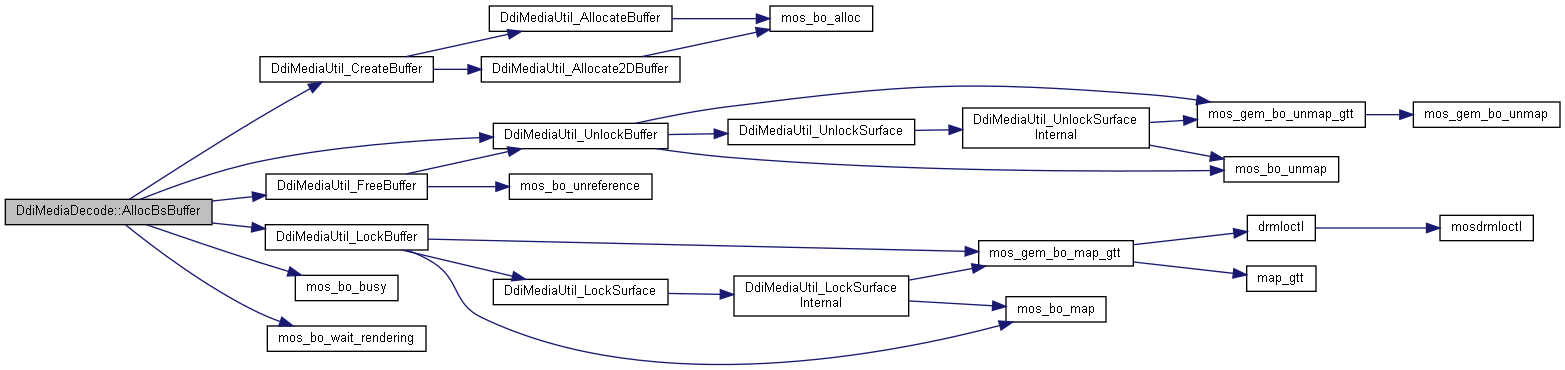 DdiMediaUtil_AllocateBuffer
mos_bo_alloc
DdiMediaUtil_CreateBuffer
DdiMediaUtil_Allocate2DBuffer
DdiMediaUtil_UnlockBuffer
DdiMediaUtil_UnlockSurface
DdiMediaUtil_UnlockSurface
Internal
mos_gem_bo_unmap_gtt
mos_gem_bo_unmap
mos_bo_unmap
DdiMediaUtil_FreeBuffer
mos_bo_unreference
DdiMediaDecode::AllocBsBuffer
DdiMediaUtil_LockBuffer
mos_gem_bo_map_gtt
drmIoctl
mosdrmIoctl
map_gtt
mos_bo_busy
DdiMediaUtil_LockSurface
DdiMediaUtil_LockSurface
Internal
mos_bo_map
mos_bo_wait_rendering